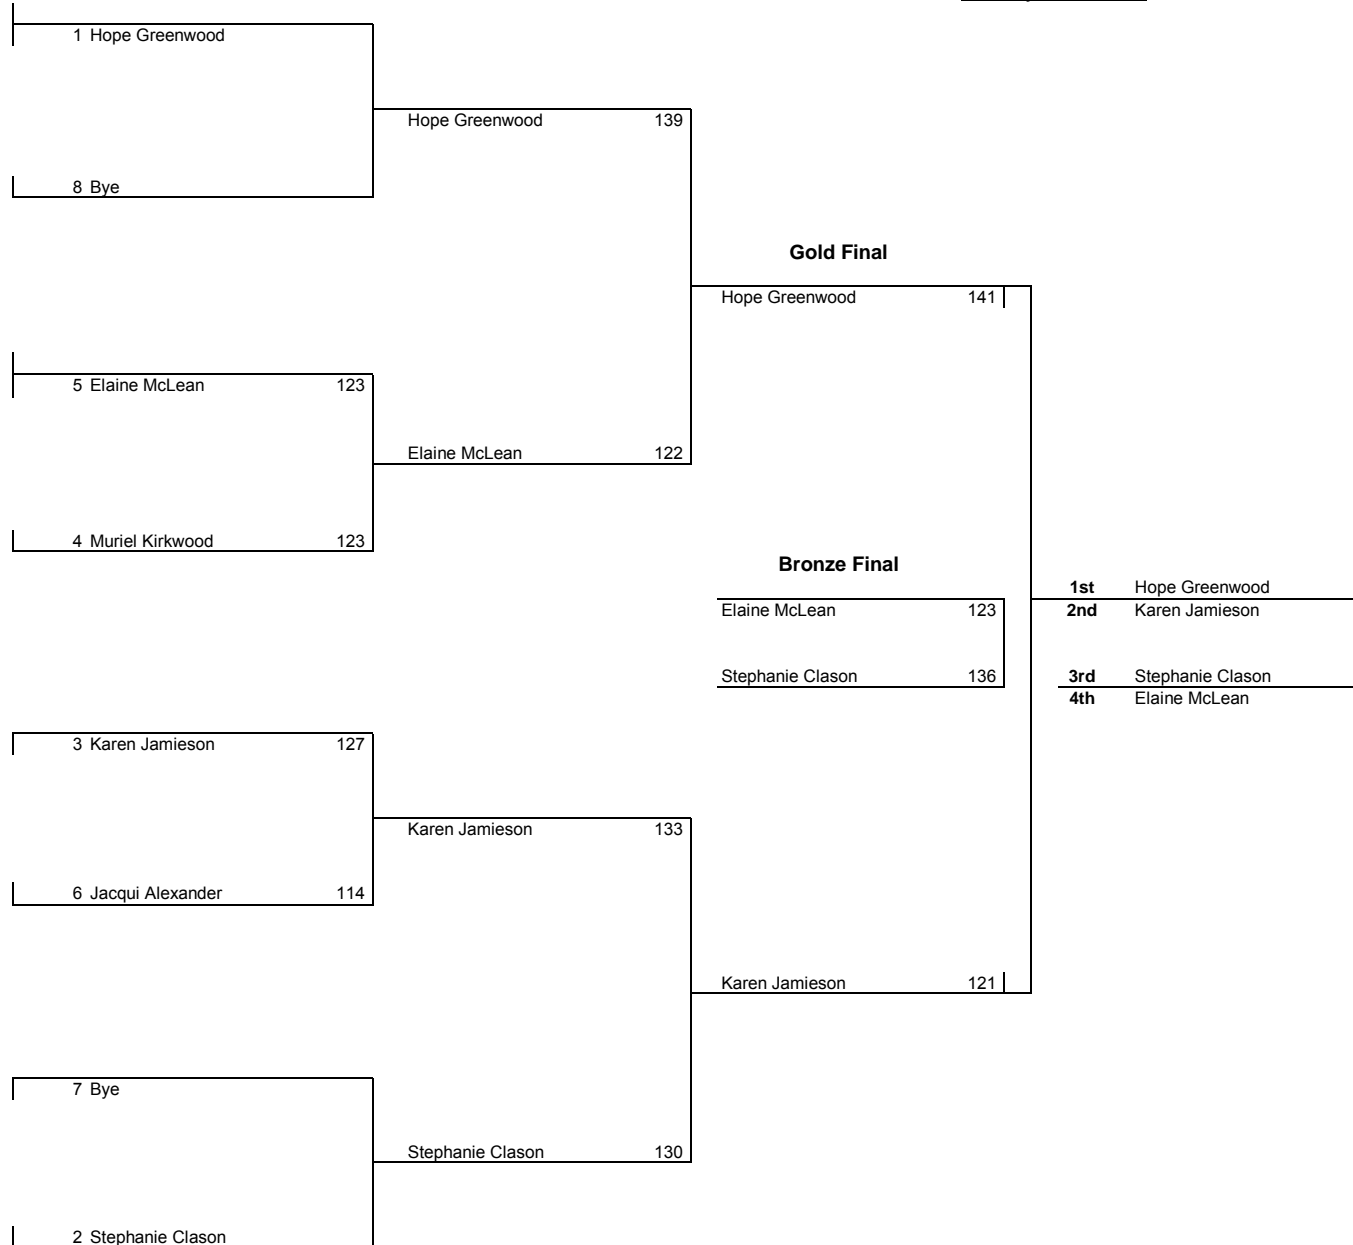 1 Hope Greenwood
Hope Greenwood 139
8 Bye
Gold Final
Hope Greenwood 141
5 Elaine McLean 123
Elaine McLean 122
4 Muriel Kirkwood 123
Bronze Final
1st Hope Greenwood
Elaine McLean 123 2nd Karen Jamieson
Stephanie Clason 136 3rd Stephanie Clason
4th Elaine McLean
3 Karen Jamieson 127
Karen Jamieson 133
6 Jacqui Alexander 114
Karen Jamieson 121
7 Bye
Stephanie Clason 130
2 Stephanie Clason